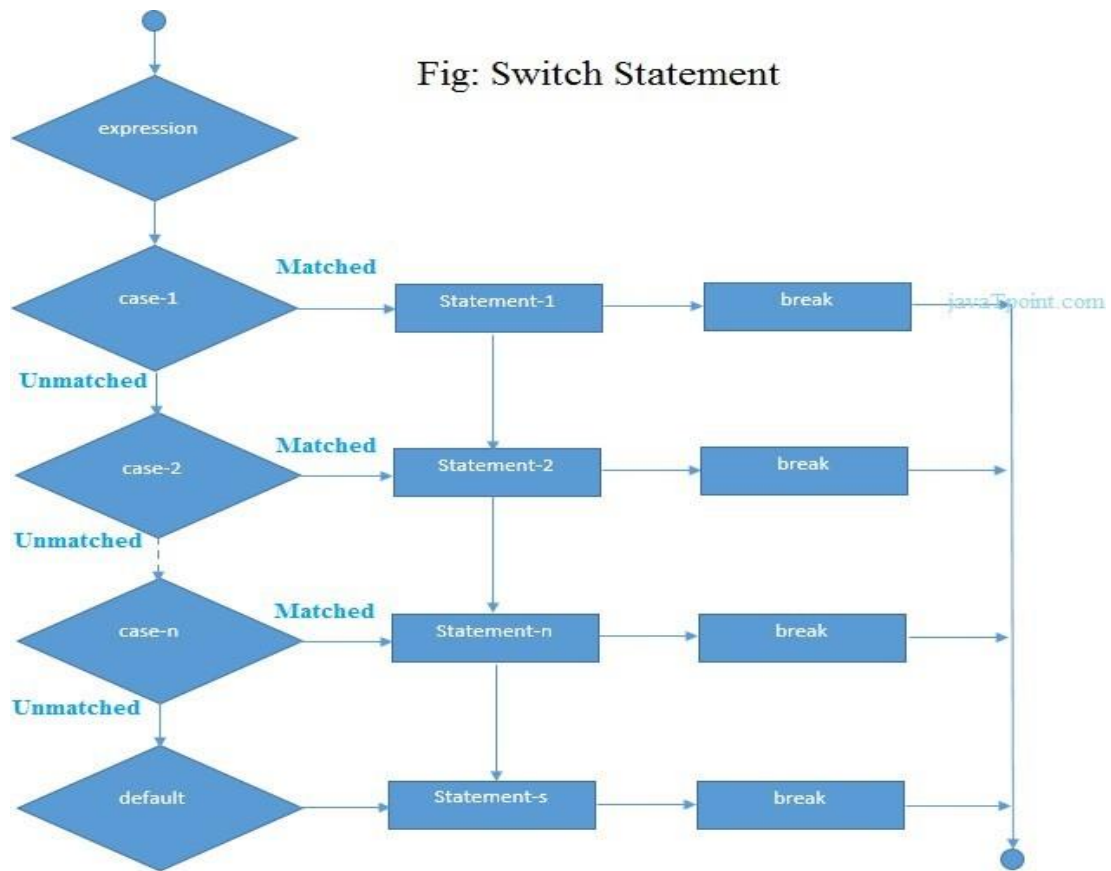 Fig: Switch Statement
expression
Matched
case-1
Statement-1
break
javaTpoint.com
Unmatched
Matched
case-2
Statement-2
break
Unmatched
Matched
case-n
Statement-n
break
Unmatched
default
Statement-s
break